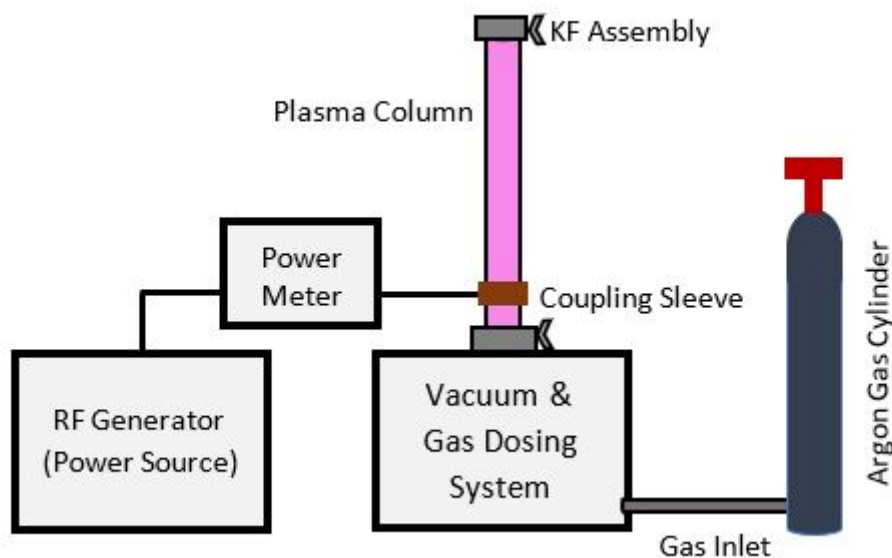 KF Assembly
Plasma Column
Power
Meter
Coupling Sleeve
RF Generator
(Power Source)
Vacuum &
Gas Dosing
System
Argon Gas Cylinder
Gas Inlet